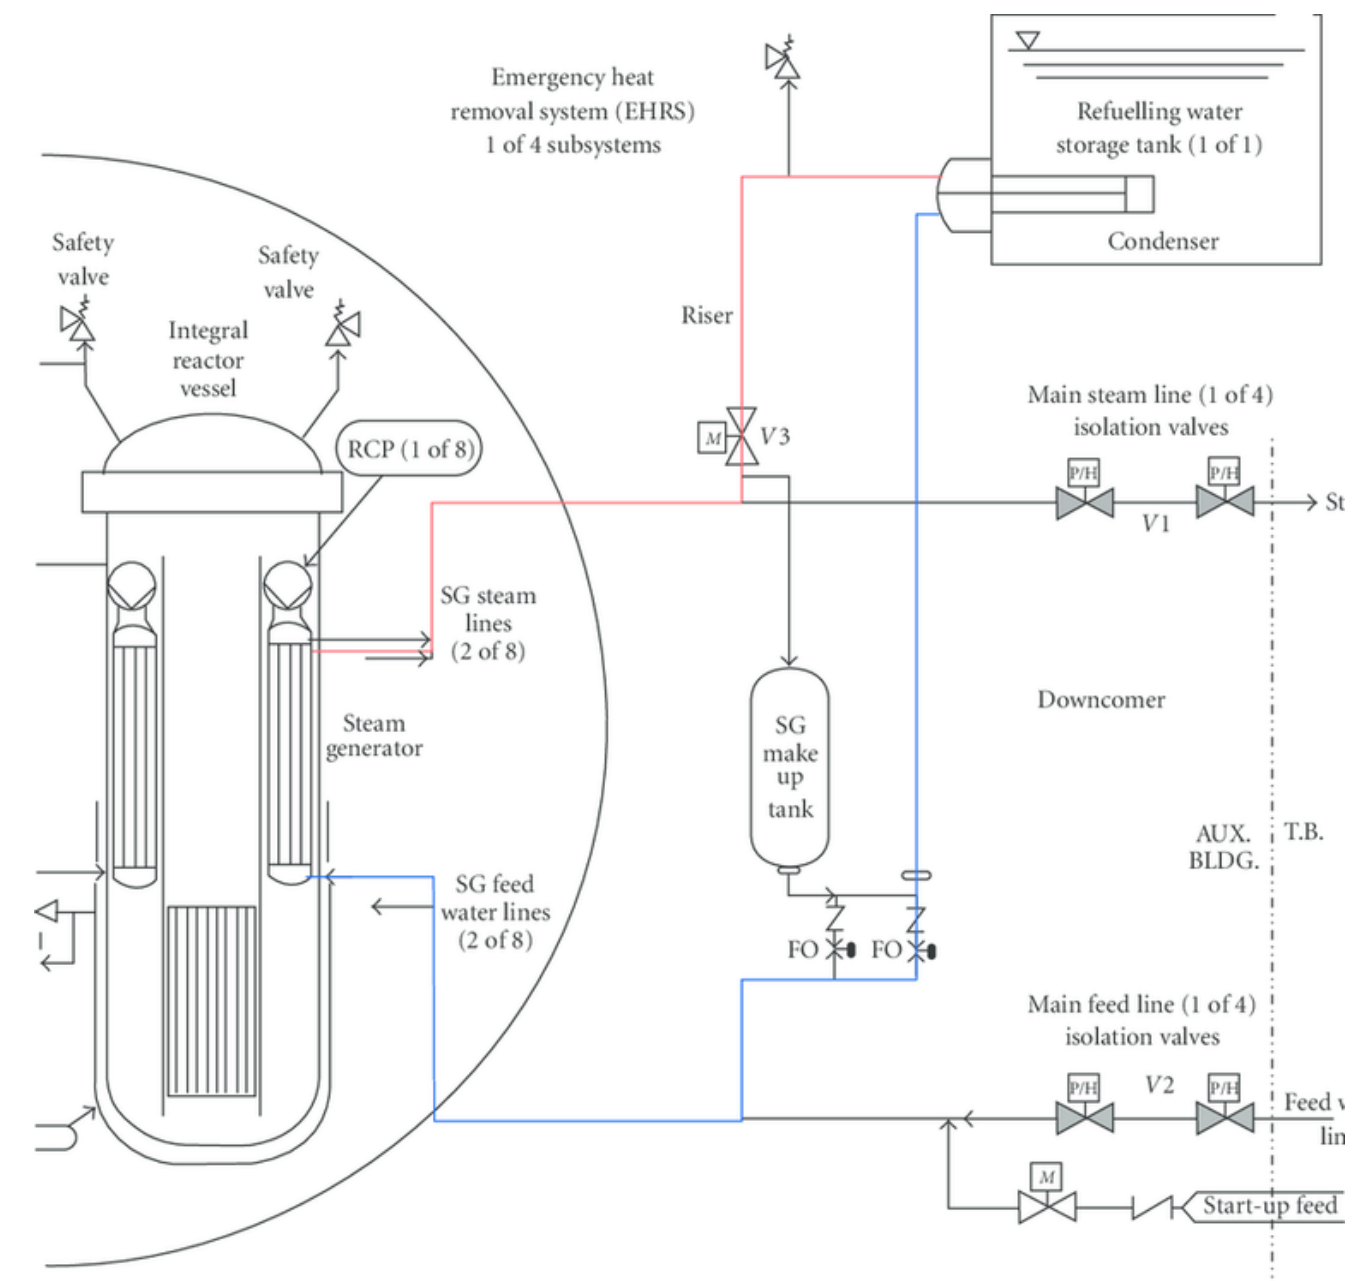 Emergency heat
removal system (EHRS)
1 of 4 subsystems
Refuelling water
storage tank (1 of 1)
Condenser
Safety
valve
Safety
valve
Integral
reactor
vessel
Riser
RCP (1 of 8)
M
V3
Main steam line (1 of 4)
isolation valves
P/H
P/H
V1
St
SG steam
lines
(2 of 8)
Steam
generator
SG
make
up
tank
Downcomer
AUX.
BLDG.
T.B.
SG feed
water lines
(2 of 8)
FO
FO
Main feed line (1 of 4)
isolation valves
P/H
V2
P/H
Feed w
lin
M
Start-up feed